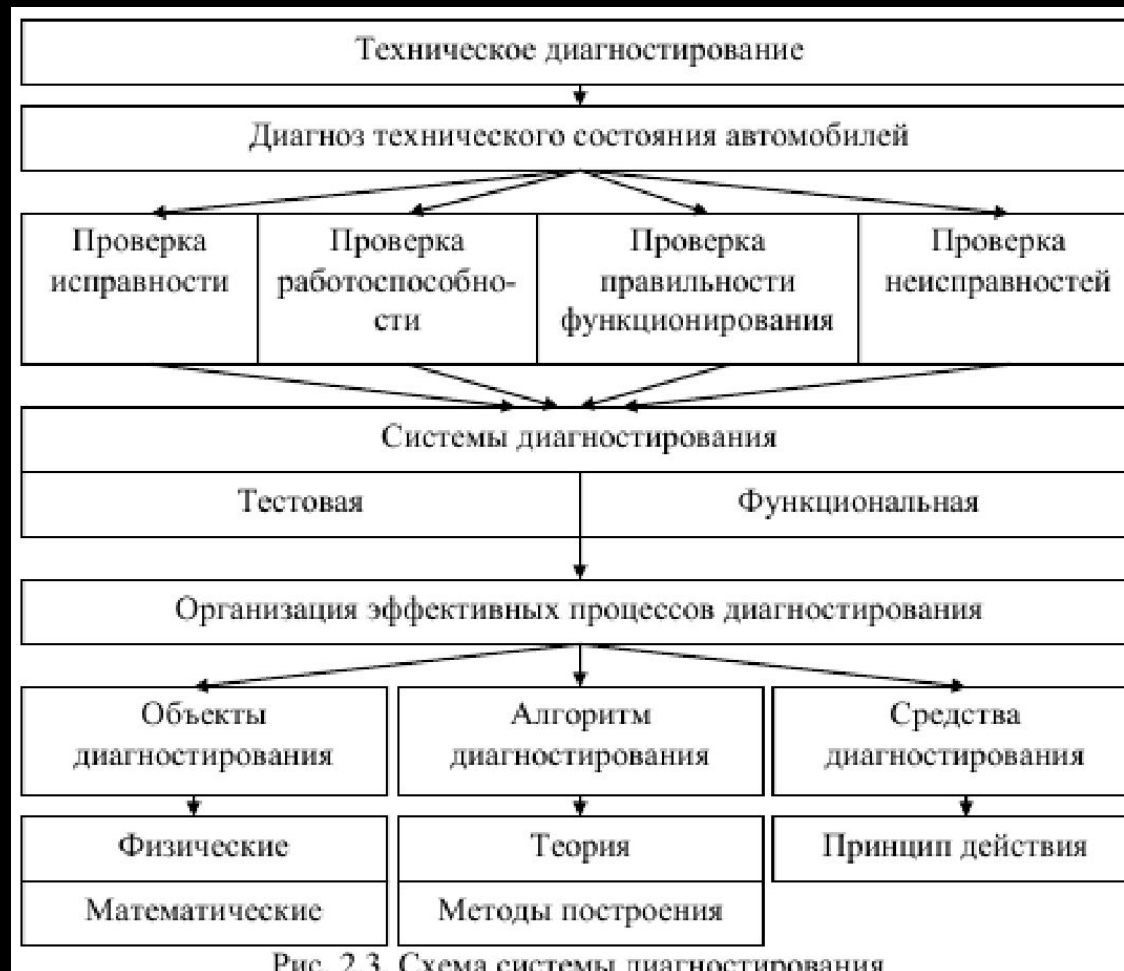 Техническое диагностирование
Диагноз технического состояния автомобилей
Проверка
исправности
Проверка
работоспособно-
сти
Проверка
правильности
функционирования
Проверка
неисправностей
Системы диагностирования
Тестовая
Функциональная
Организация эффективных процессов диагностирования
Объекты
диагностирования
Алгоритм
диагностирования
Средства
диагностирования
Физические
Теория
Принцип действия
Математические
Методы построения
Рис. 2.3. Схема системы диагностирования